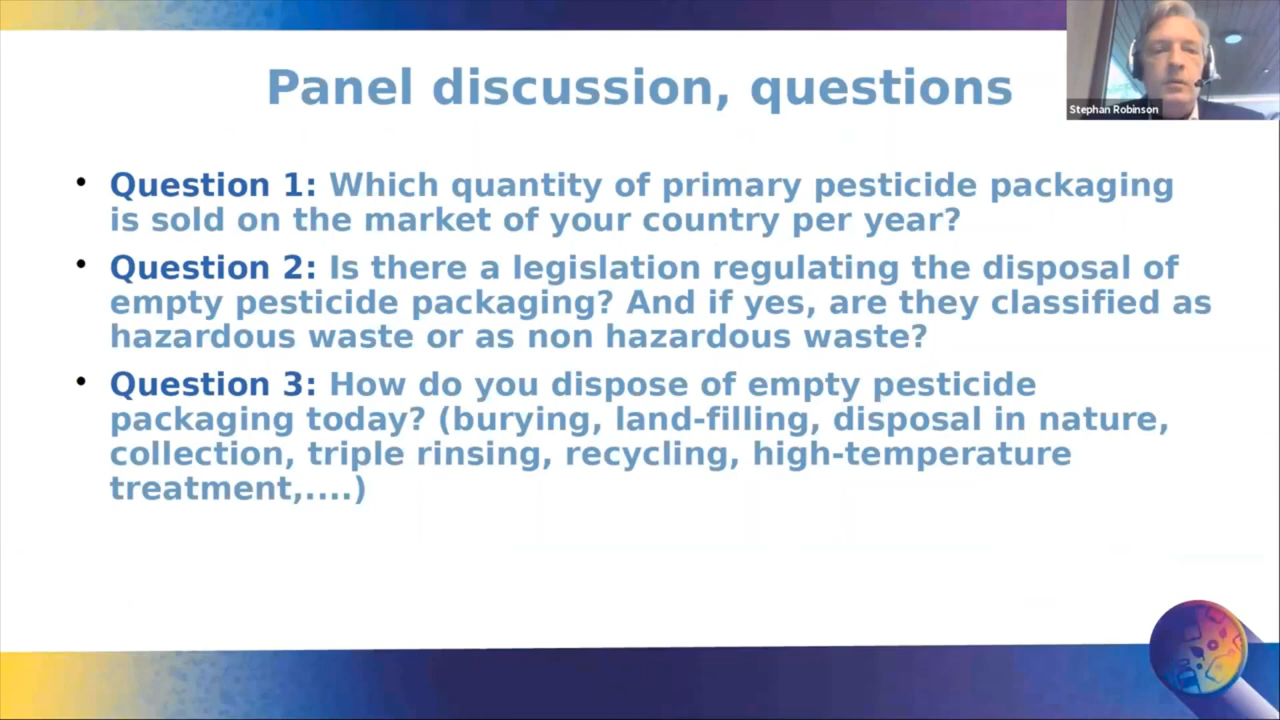 Panel discussion, questions
Stephan Robinson
• Question 1: Which quantity of primary pesticide packaging
is sold on the market of your country per year?
• Question 2: Is there a legislation regulating the disposal of
empty pesticide packaging? And if yes, are they classified as
hazardous waste or as non hazardous waste?
• Question 3: How do you dispose of empty pesticide
packaging today? (burying, land-filling, disposal in nature,
collection, triple rinsing, recycling, high-temperature
treatment,....)